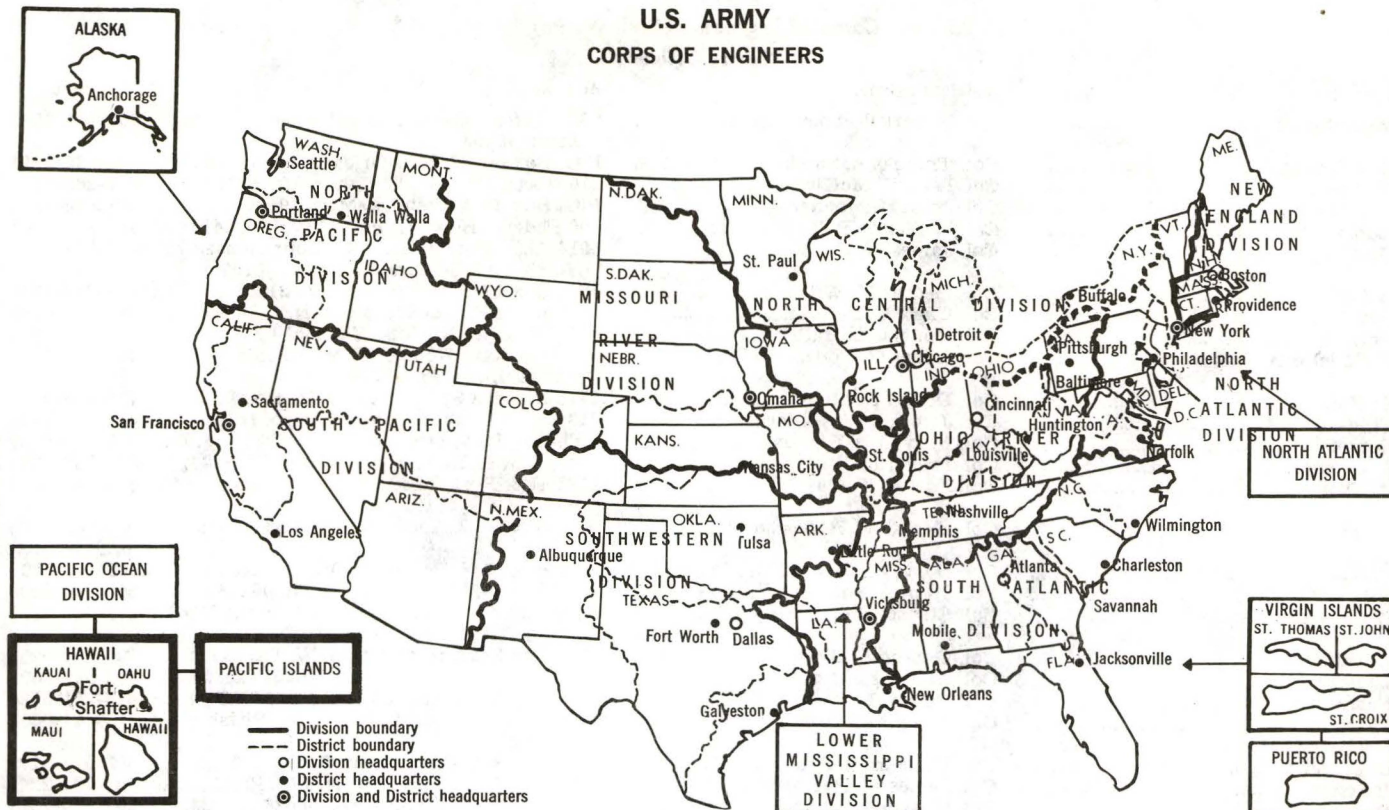 U.S. ARMY
CORPS OF ENGINEERS
ALASKA
Anchorage
WASH.
Seattle
NORTH
Portland
Walla Walla
OREG.
PACIFIC
DIVISION
IDAHO
MONT.
N.DAK.
MINN.
St. Paul
WIS.
S.DAK.
WYO.
MISSOURI
RIVER
NEBR.
DIVISION
NORTH CENTRAL DIVISION
MICH.
Detroit
IOWA
Omaha
ILL.
Chicago
IND.
OHIO
Rock Island
ME.
NEW
ENGLAND
DIVISION
VT.
N.H.
N.Y.
Boston
MASS.
CT.
R.I.
Providence
Buffalo
New York
PA.
Pittsburgh
Philadelphia
Baltimore
MD.
DEL.
D.C.
NORTH
ATLANTIC
DIVISION
Norfolk
NORTH ATLANTIC
DIVISION
CALIF.
NEV.
UTAH
COLO.
Sacramento
San Francisco
SOUTH PACIFIC
DIVISION
KANS.
MO.
Kansas City
St. Louis
Cincinnati
Huntington
W.
VA.
VA.
OHIO RIVER
Louisville
KY.
DIVISION
ARIZ.
N.MEX.
Los Angeles
Albuquerque
OKLA.
SOUTHWESTERN
Tulsa
DIVISION
TEXAS
Fort Worth
Dallas
ARK.
Little Rock
TENN.
Nashville
Memphis
N.C.
Wilmington
S.C.
Charleston
MISS.
ALA.
GA.
Atlanta
SOUTH ATLANTIC
Savannah
DIVISION
Vicksburg
LA.
Mobile
FLA.
Jacksonville
New Orleans
Galveston
PACIFIC OCEAN
DIVISION
HAWAII
KAUAI
OAHU
Fort
Shafter
MAUI
HAWAII
PACIFIC ISLANDS
Division boundary
District boundary
Division headquarters
District headquarters
Division and District headquarters
LOWER
MISSISSIPPI
VALLEY
DIVISION
VIRGIN ISLANDS
ST. THOMAS
ST. JOHN
ST. CROIX
PUERTO RICO